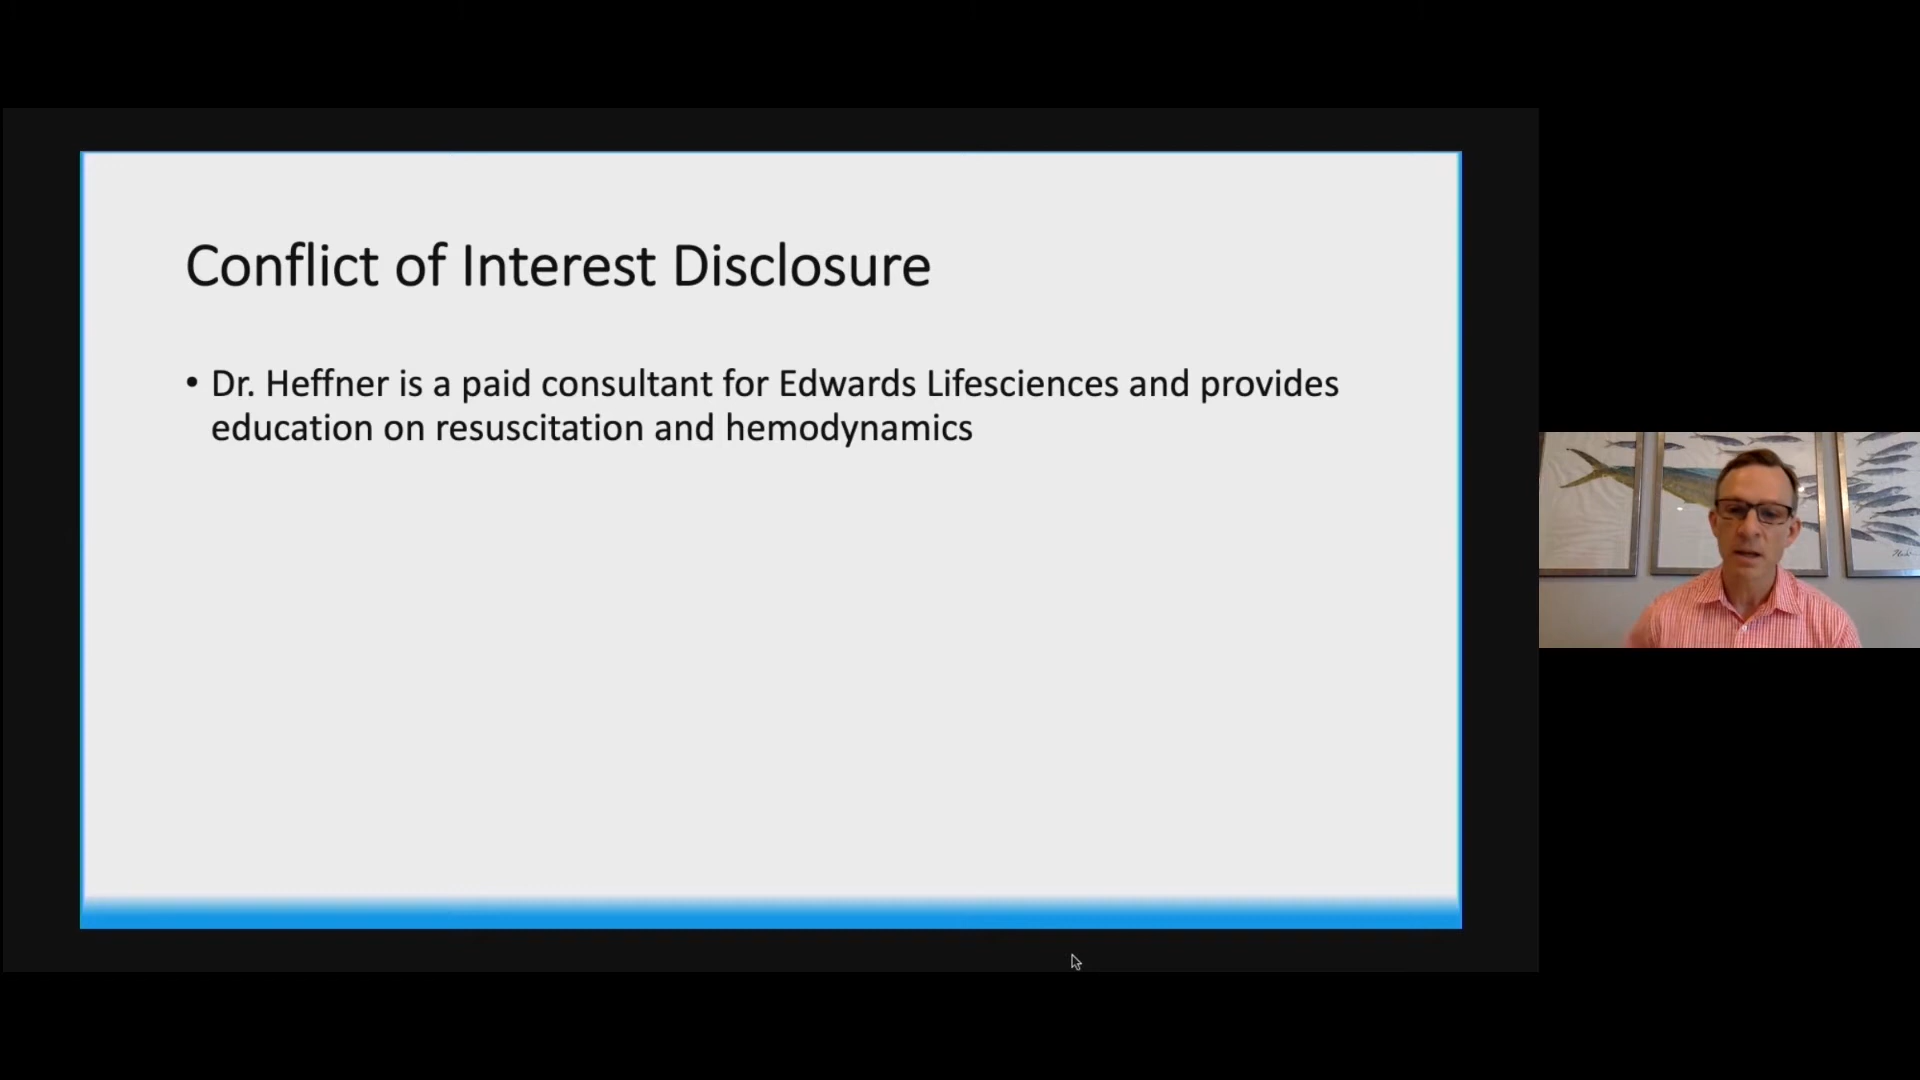 Conflict of Interest Disclosure
• Dr. Heffner is a paid consultant for Edwards Lifesciences and provides
education on resuscitation and hemodynamics